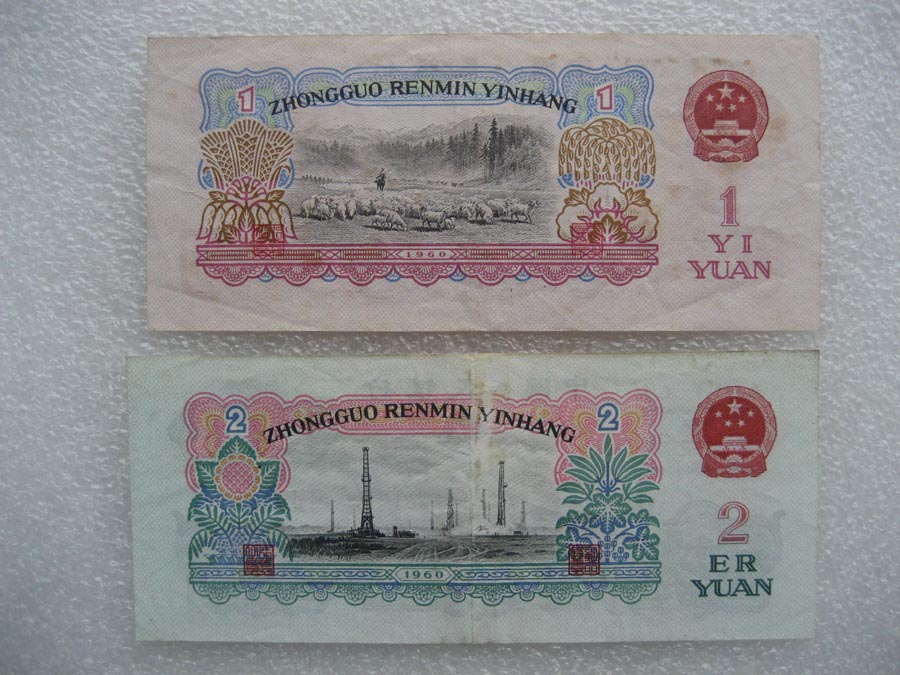 1
ZHONGGUO RENMIN YINHANG
1
1960
1
YI
YUAN
2
ZHONGGUO RENMIN YINHANG
2
1960
2
ER
YUAN